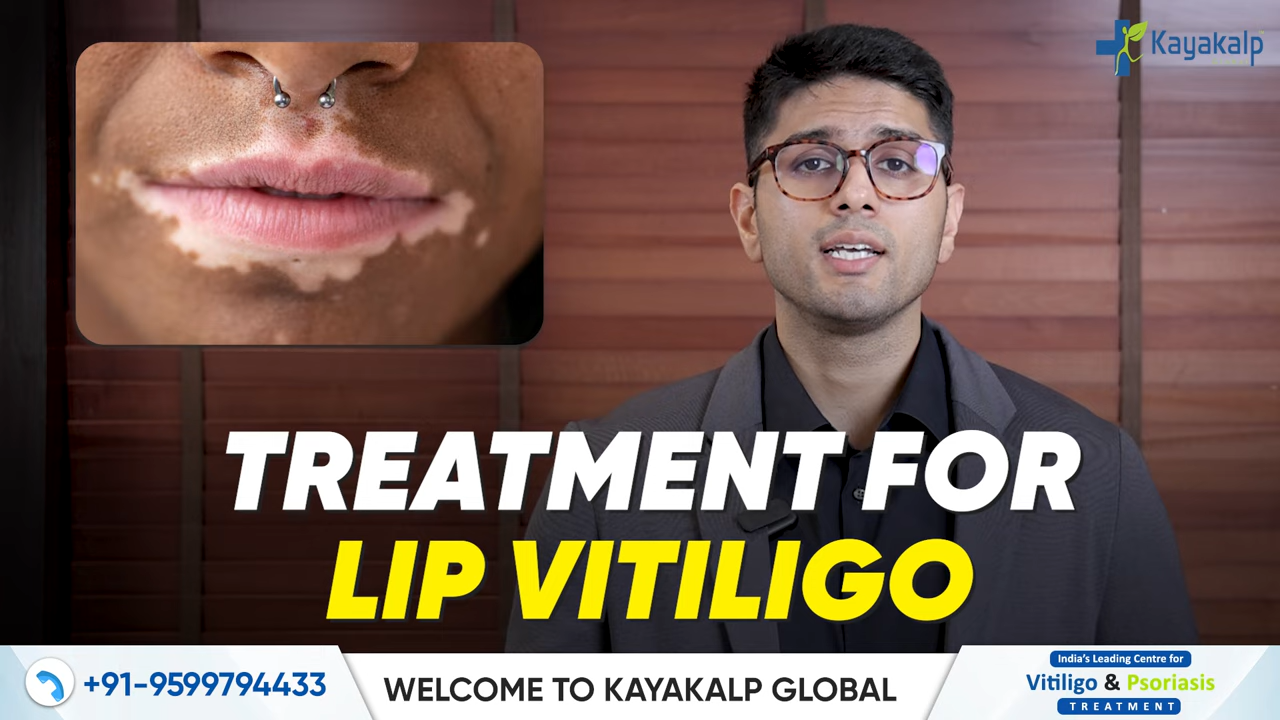 Kayakalp
TREATMENT FOR
LIP VITILIGO
+91-9599794433
WELCOME TO KAYAKALP GLOBAL
India's Leading Centre for
Vitiligo & Psoriasis
TREATMENT